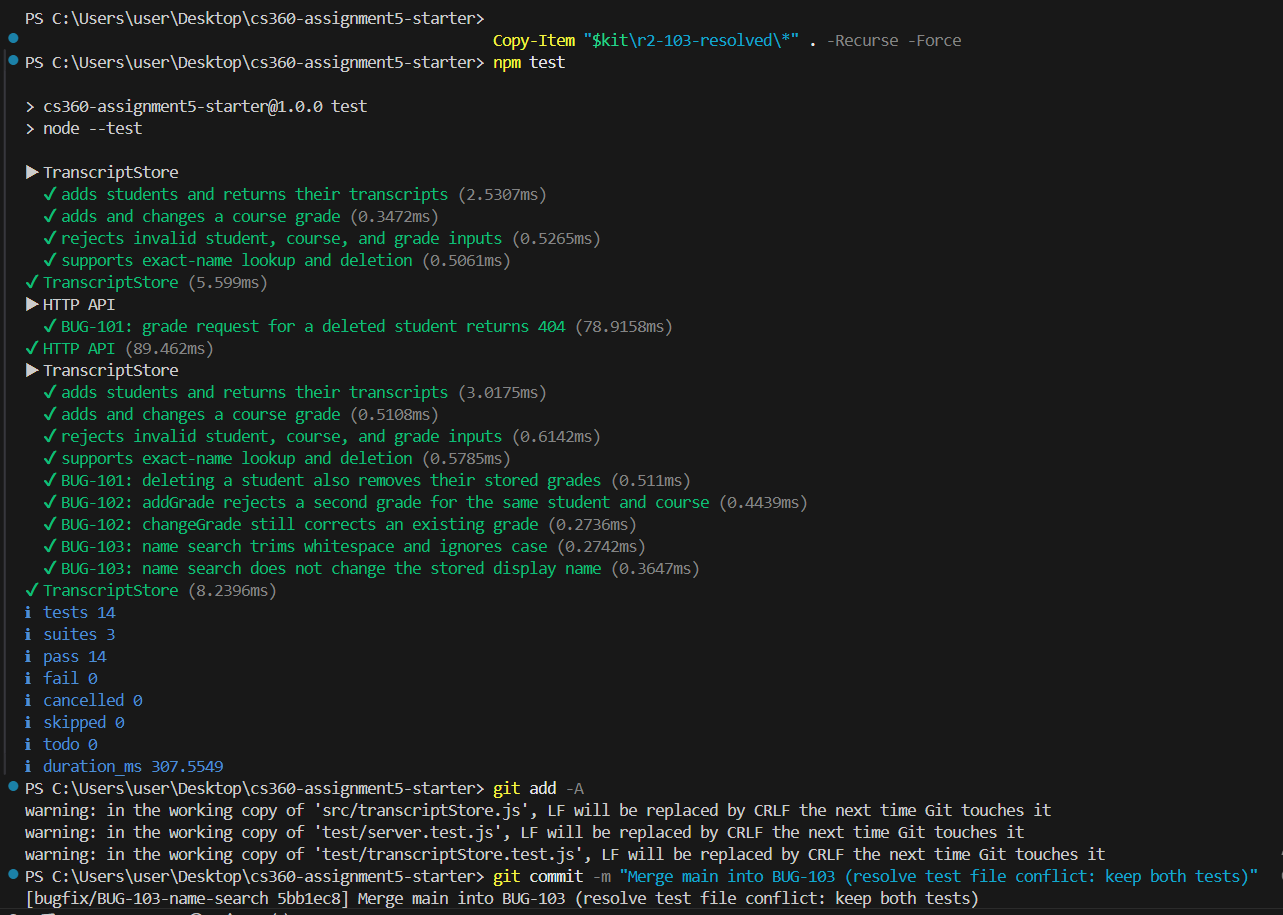 PS C:\Users\user\Desktop\cs360-assignment5-starter>
Copy-Item "$kit\r2-103-resolved\*" . -Recurse -Force
PS C:\Users\user\Desktop\cs360-assignment5-starter> npm test
> cs360-assignment5-starter@1.0.0 test
> node --test
▶ TranscriptStore
✓ adds students and returns their transcripts (2.5307ms)
✓ adds and changes a course grade (0.3472ms)
✓ rejects invalid student, course, and grade inputs (0.5265ms)
✓ supports exact-name lookup and deletion (0.5061ms)
✓ TranscriptStore (5.599ms)
▶ HTTP API
✓ BUG-101: grade request for a deleted student returns 404 (78.9158ms)
✓ HTTP API (89.462ms)
▶ TranscriptStore
✓ adds students and returns their transcripts (3.0175ms)
✓ adds and changes a course grade (0.5108ms)
✓ rejects invalid student, course, and grade inputs (0.6142ms)
✓ supports exact-name lookup and deletion (0.5785ms)
✓ BUG-101: deleting a student also removes their stored grades (0.511ms)
✓ BUG-102: addGrade rejects a second grade for the same student and course (0.4439ms)
✓ BUG-102: changeGrade still corrects an existing grade (0.2736ms)
✓ BUG-103: name search trims whitespace and ignores case (0.2742ms)
✓ BUG-103: name search does not change the stored display name (0.3647ms)
✓ TranscriptStore (8.2396ms)
ℹ tests 14
ℹ suites 3
ℹ pass 14
ℹ fail 0
ℹ cancelled 0
ℹ skipped 0
ℹ todo 0
ℹ duration_ms 307.5549
PS C:\Users\user\Desktop\cs360-assignment5-starter> git add -A
warning: in the working copy of 'src/transcriptStore.js', LF will be replaced by CRLF the next time Git touches it
warning: in the working copy of 'test/server.test.js', LF will be replaced by CRLF the next time Git touches it
warning: in the working copy of 'test/transcriptStore.test.js', LF will be replaced by CRLF the next time Git touches it
PS C:\Users\user\Desktop\cs360-assignment5-starter> git commit -m "Merge main into BUG-103 (resolve test file conflict: keep both tests)"
[bugfix/BUG-103-name-search 5bb1ec8] Merge main into BUG-103 (resolve test file conflict: keep both tests)